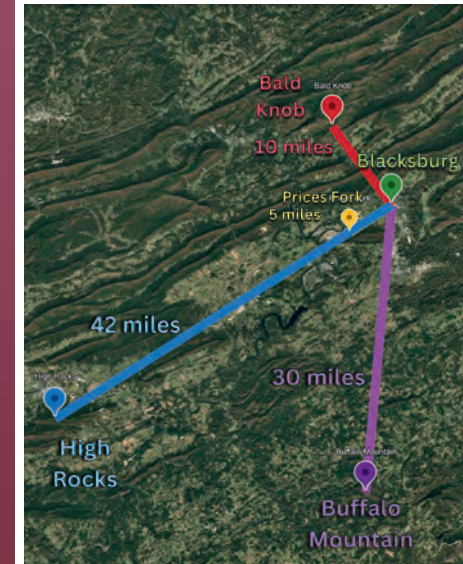 Bald
Knob
Bald Knob
10 miles
Blacksburg
Prices Fork
5 miles
42 miles
High Rocks
30 miles
High
Rocks
Buffalo Mountain
Buffalo
Mountain